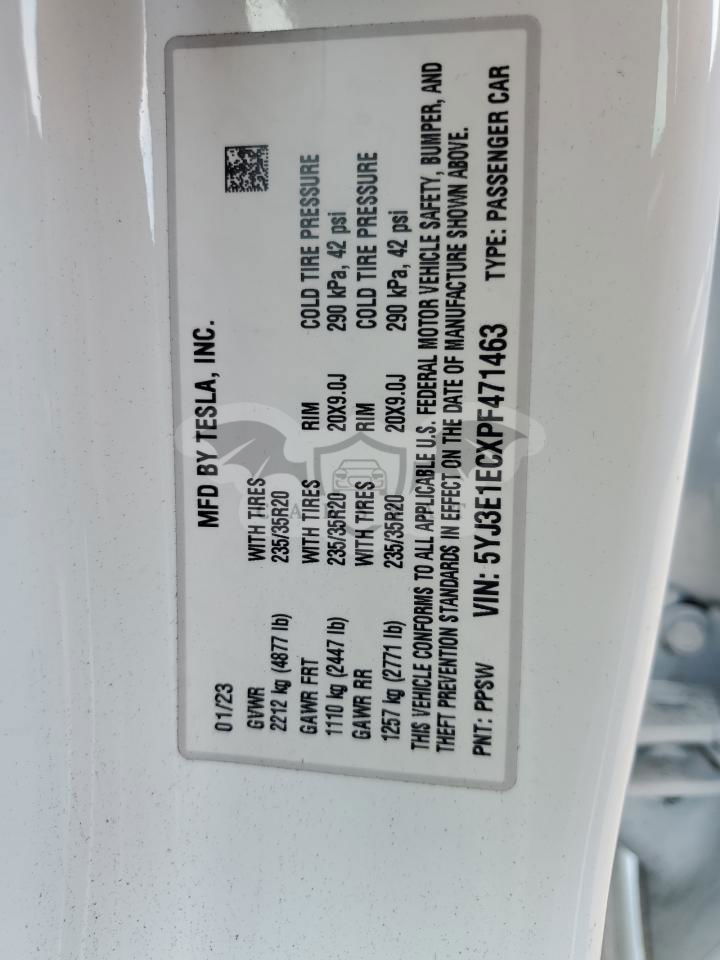 MFD BY TESLA, INC.
01/23
GVWR WITH TIRES
2212 kg (4877 lb) 235/35R20
GAWR FRT WITH TIRES RIM COLD TIRE PRESSURE
1110 kg (2447 lb) 235/35R20 20X9.0J 290 kPa, 42 psi
GAWR RR WITH TIRES RIM COLD TIRE PRESSURE
1257 kg (2771 lb) 235/35R20 20X9.0J 290 kPa, 42 psi
THIS VEHICLE CONFORMS TO ALL APPLICABLE U.S. FEDERAL MOTOR VEHICLE SAFETY, BUMPER, AND
THEFT PREVENTION STANDARDS IN EFFECT ON THE DATE OF MANUFACTURE SHOWN ABOVE.
PNT: PPSW VIN: 5YJ3E1ECXPF471463 TYPE: PASSENGER CAR